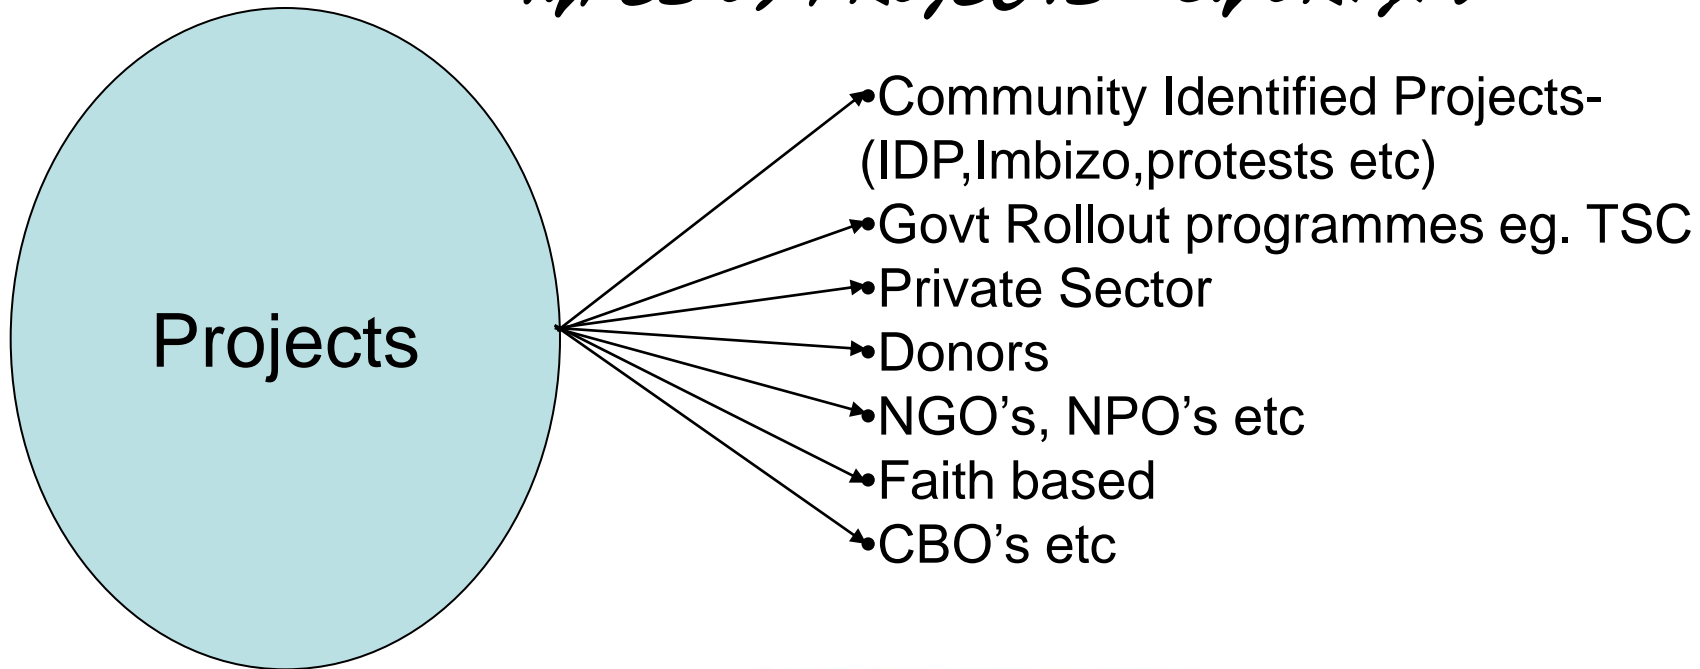 Projects
•Community Identified Projects-
(IDP,Imbizo,protests etc)
•Govt Rollout programmes eg. TSC
•Private Sector
•Donors
•NGO’s, NPO’s etc
•Faith based
•CBO’s etc